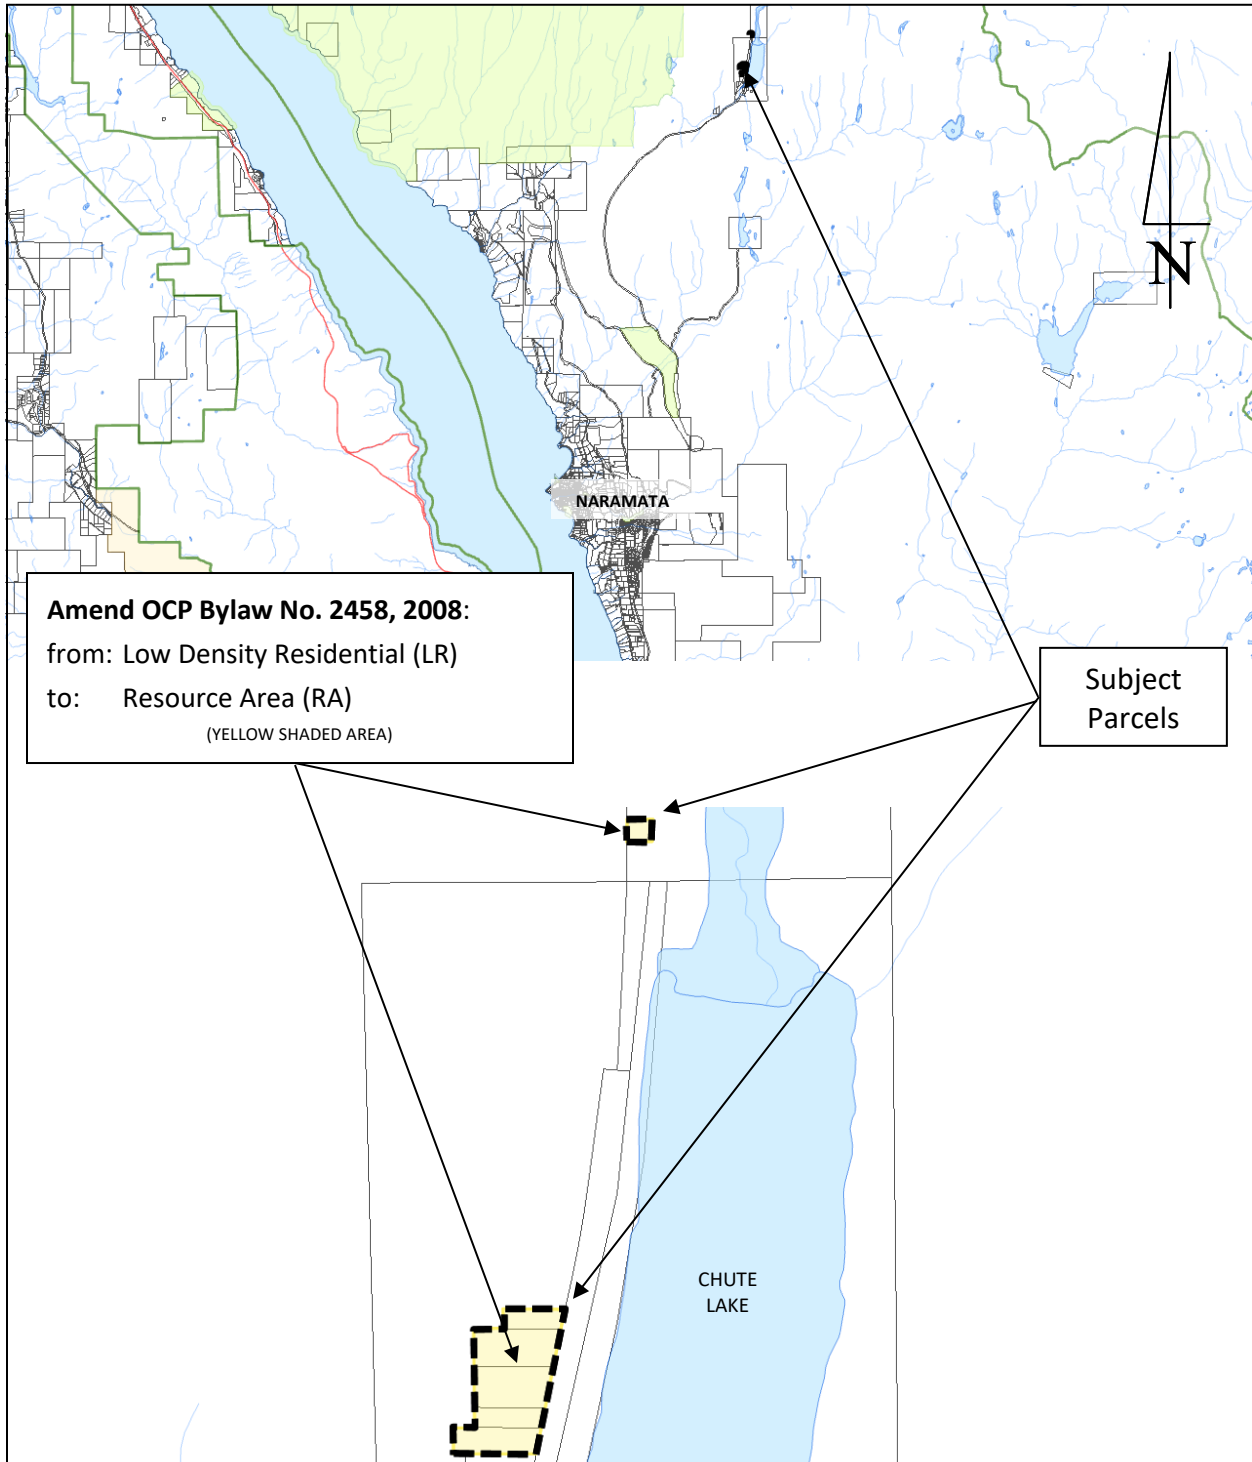 N
NARAMATA
Amend OCP Bylaw No. 2458, 2008:
from: Low Density Residential (LR)
to: Resource Area (RA)
(YELLOW SHADED AREA)
Subject
Parcels
CHUTE
LAKE